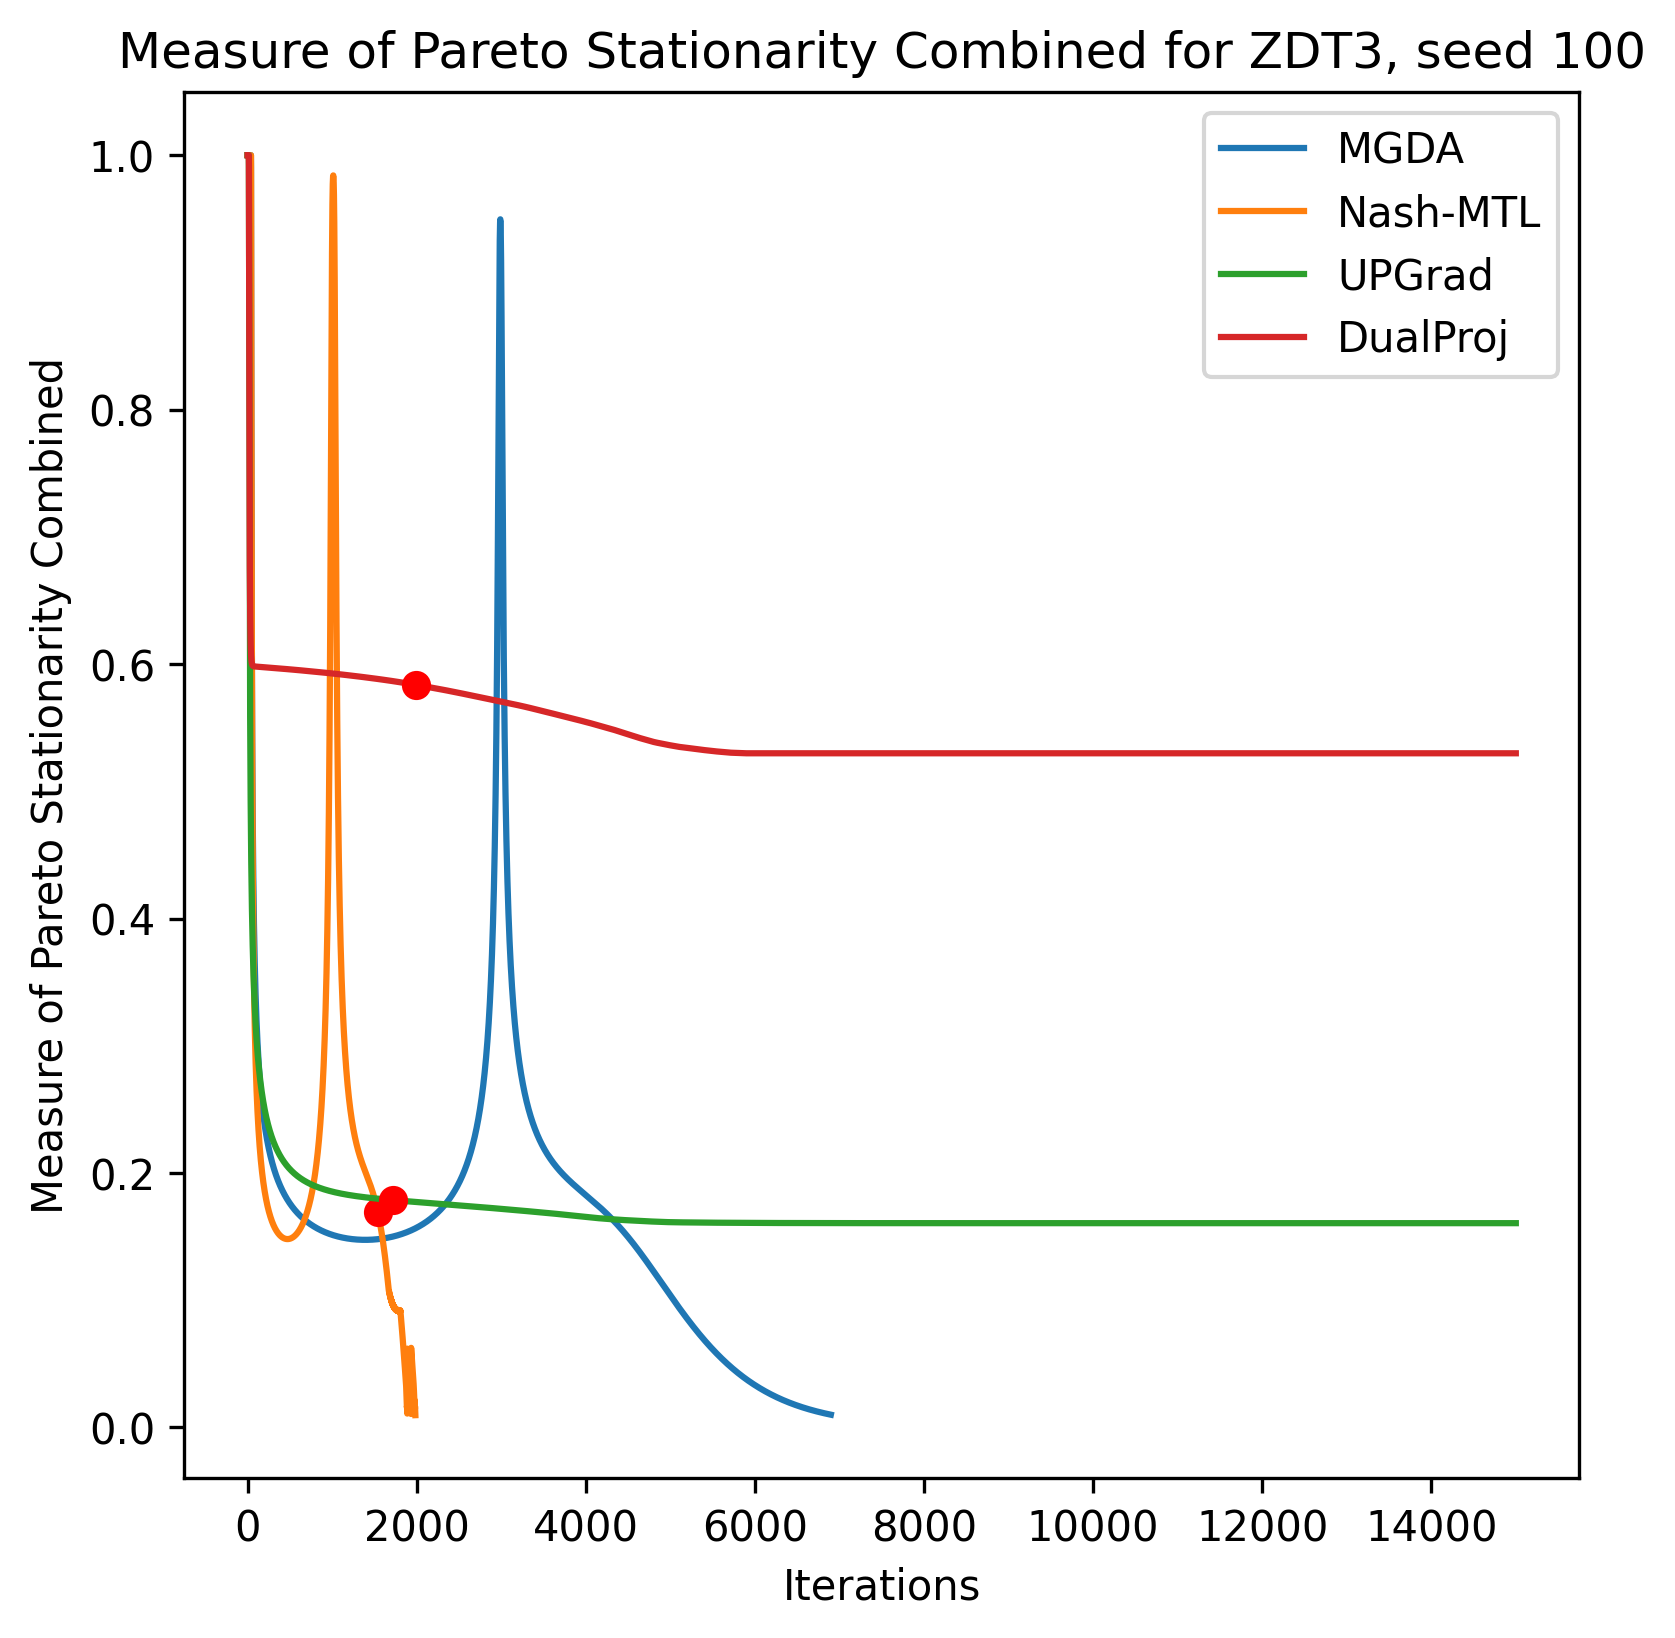 Measure of Pareto Stationarity Combined for ZDT3, seed 100
MGDA
Nash-MTL
UPGrad
DualProj
Measure of Pareto Stationarity Combined
1.0
0.8
0.6
0.4
0.2
0.0
0 2000 4000 6000 8000 10000 12000 14000
Iterations